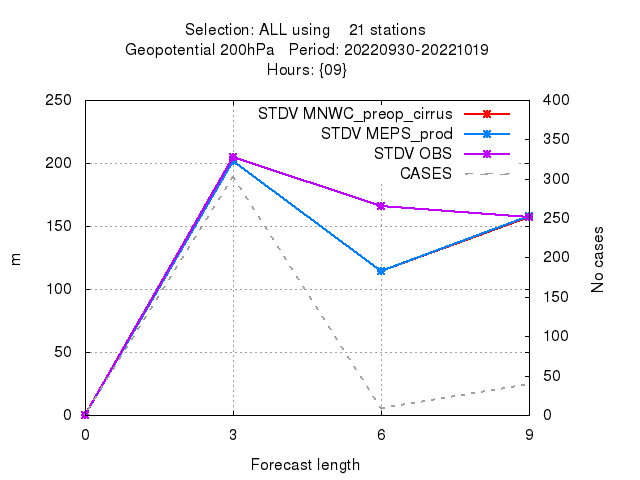 Selection: ALL using 21 stations
Geopotential 200hPa Period: 20220930-20221019
Hours: {09}
250 400
STDV MNWC_preop_cirrus
STDV MEPS_prod
350
STDV OBS
200
CASES
300
150
250
m
No cases
200
100
150
100
50
50
0 0
0 3 6 9
Forecast length